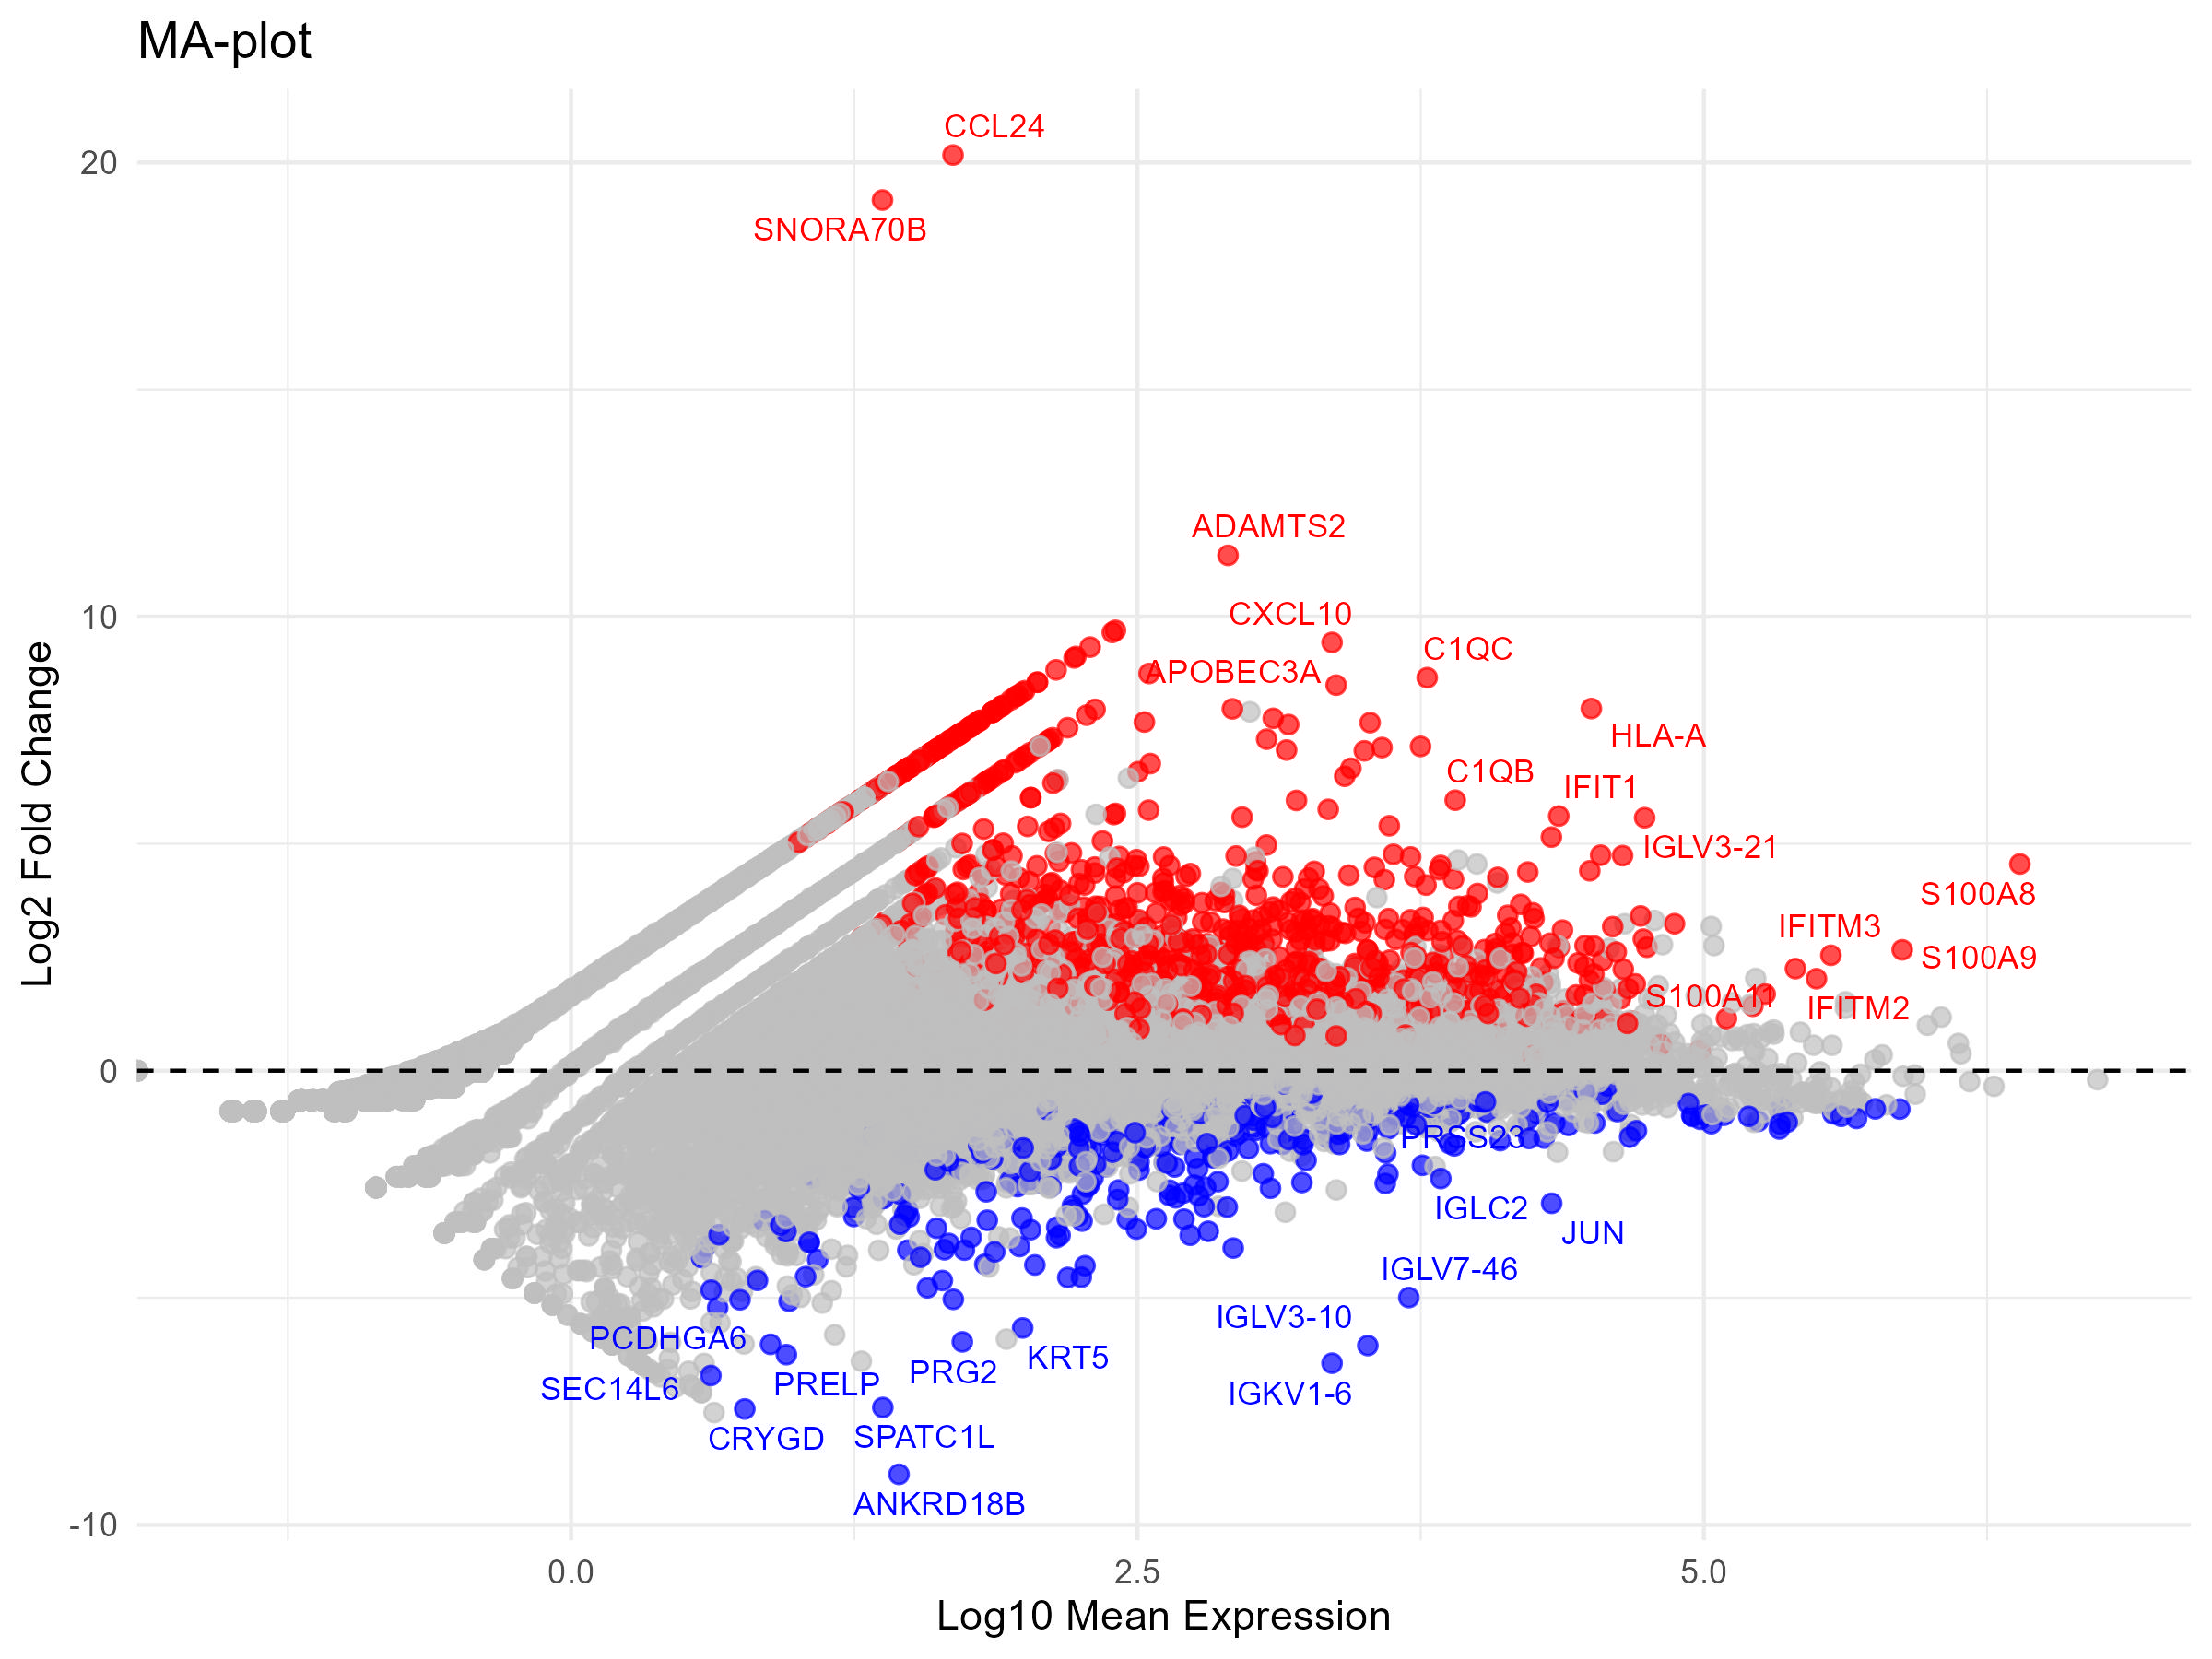 MA-plot
CCL24
20
SNORA70B
ADAMTS2
10
CXCL10
C1QC
APOBEC3A
HLA-A
C1QB
IFIT1
IGLV3-21
S100A8
IFITM3
S100A9
S100A11
IFITM2
Log2 Fold Change
0
PRSS23
IGLC2
JUN
IGLV7-46
IGLV3-10
PCDHGA6
KRT5
PRG2
PRELP
SEC14L6
IGKV1-6
CRYGD
SPATC1L
ANKRD18B
-10
0.0
2.5
5.0
Log10 Mean Expression